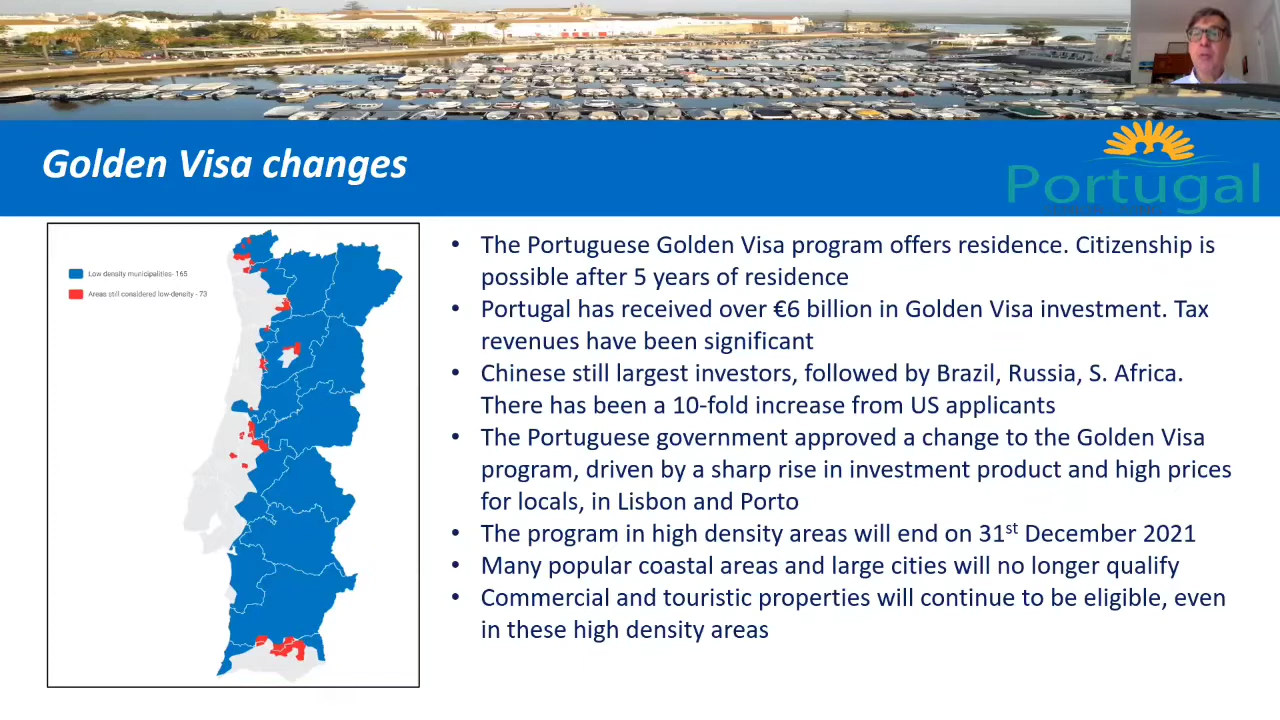 Golden Visa changes
Portugal
Low density municipalities- 165
Areas still considered low-density - 73
• The Portuguese Golden Visa program offers residence. Citizenship is
possible after 5 years of residence
• Portugal has received over €6 billion in Golden Visa investment. Tax
revenues have been significant
• Chinese still largest investors, followed by Brazil, Russia, S. Africa.
There has been a 10-fold increase from US applicants
• The Portuguese government approved a change to the Golden Visa
program, driven by a sharp rise in investment product and high prices
for locals, in Lisbon and Porto
• The program in high density areas will end on 31st December 2021
• Many popular coastal areas and large cities will no longer qualify
• Commercial and touristic properties will continue to be eligible, even
in these high density areas